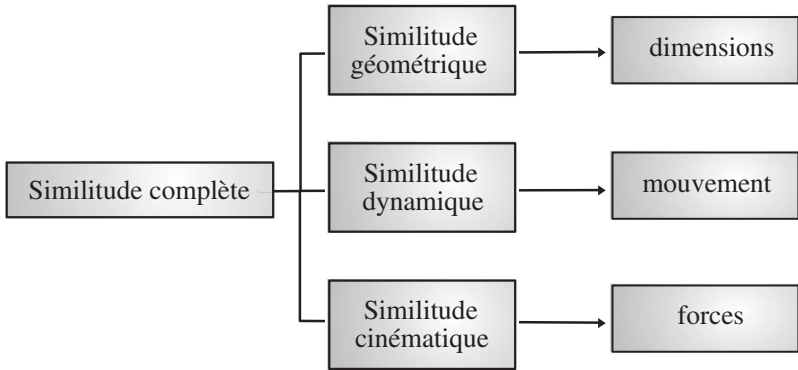 Similitude
géométrique
dimensions
Similitude complète
Similitude
dynamique
mouvement
Similitude
cinématique
forces